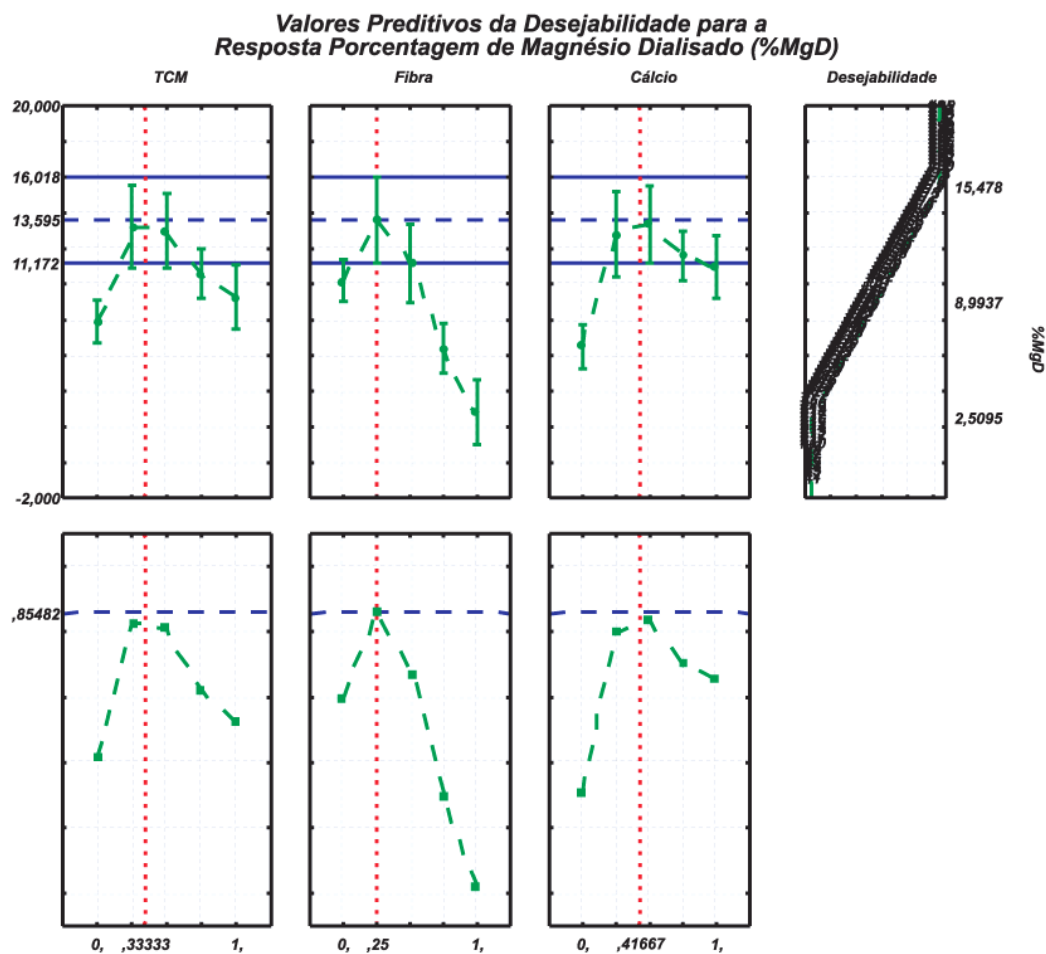 Valores Preditivos da Desejabilidade para a
Resposta Porcentagem de Magnésio Dialisado (%MgD)
TCM Fibra Cálcio Desejabilidade
20,000
16,018
15,478
13,595
11,172
8,9937
%MgD
2,5095
-2,000
,85482
0, ,33333 1, 0, ,25 1, 0, ,41667 1,